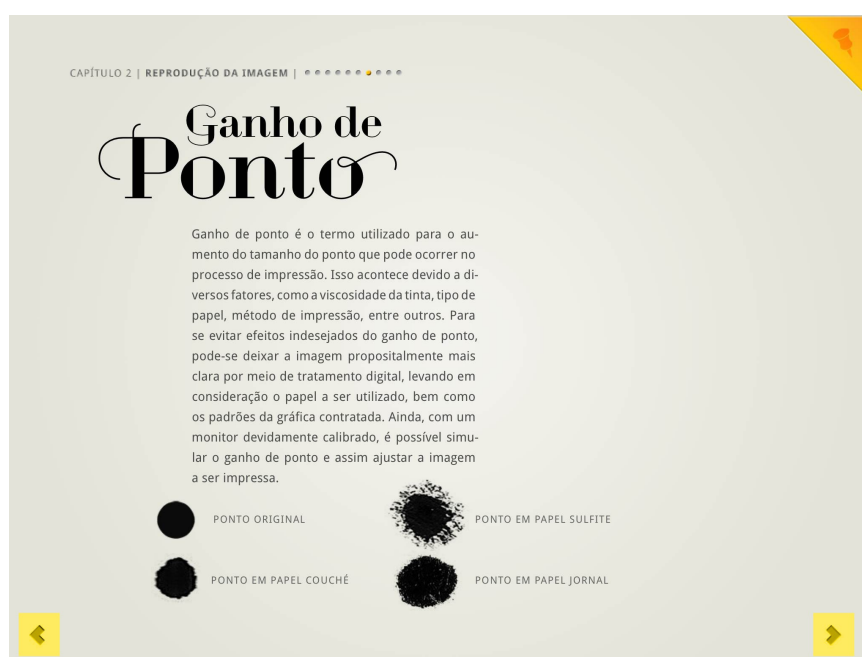 CAPÍTULO 2 | REPRODUÇÃO DA IMAGEM |
Ganho de
Ponto
Ganho de ponto é o termo utilizado para o au-
mento do tamanho do ponto que pode ocorrer no
processo de impressão. Isso acontece devido a di-
versos fatores, como a viscosidade da tinta, tipo de
papel, método de impressão, entre outros. Para
se evitar efeitos indesejados do ganho de ponto,
pode-se deixar a imagem propositalmente mais
clara por meio de tratamento digital, levando em
consideração o papel a ser utilizado, bem como
os padrões da gráfica contratada. Ainda, com um
monitor devidamente calibrado, é possível simu-
lar o ganho de ponto e assim ajustar a imagem
a ser impressa.
PONTO ORIGINAL
PONTO EM PAPEL SULFITE
PONTO EM PAPEL COUCHÉ
PONTO EM PAPEL JORNAL